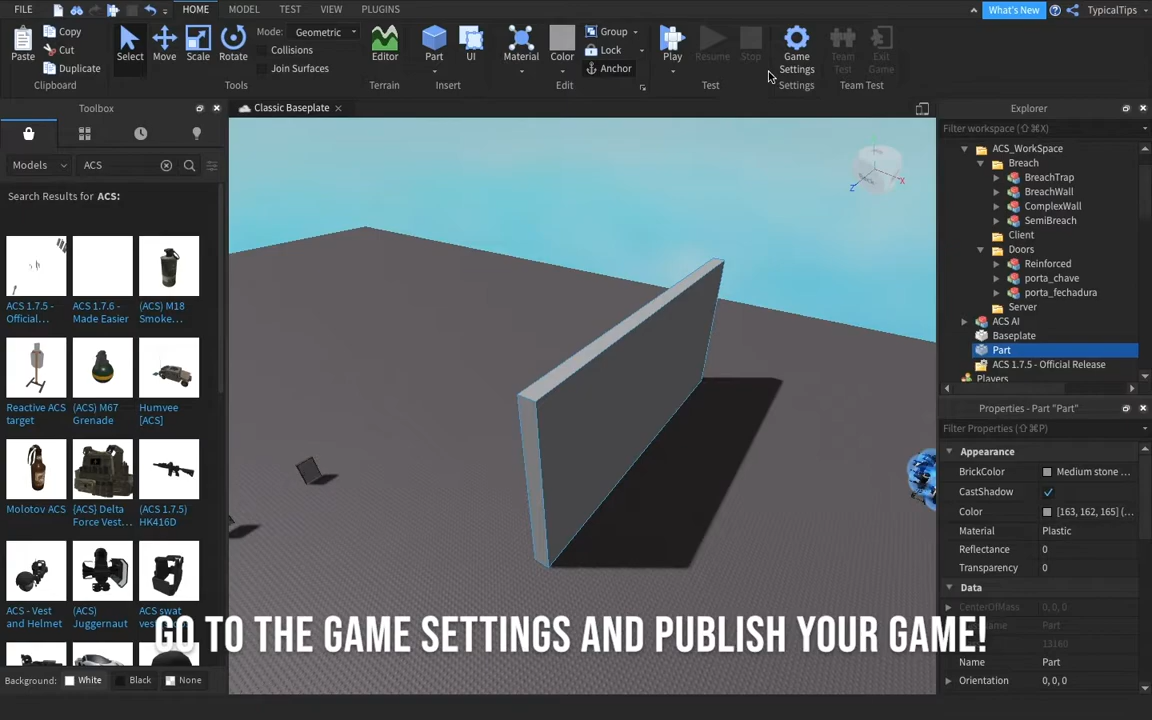 FILE
HOME
MODEL
TEST
VIEW
PLUGINS
What's New
TypicalTips
Paste
Copy
Cut
Duplicate
Clipboard
Select
Move
Scale
Rotate
Mode: Geometric
Collisions
Join Surfaces
Tools
Editor
Terrain
Part
UI
Insert
Material
Color
Group
Lock
Anchor
Edit
Play
Resume
Stop
Test
Game
Settings
Settings
Team
Test
Exit
Game
Team Test
Toolbox
Models
ACS
Search Results for ACS:
ACS 1.7.5 -
Official...
ACS 1.7.6 -
Made Easier
(ACS) M18
Smoke...
Reactive ACS
target
(ACS) M67
Grenade
Humvee
[ACS]
Molotov ACS
{ACS} Delta
Force Vest...
(ACS 1.7.5)
HK416D
ACS - Vest
and Helmet
(ACS)
Juggernaut
ACS swat
Background: White Black None
Classic Baseplate
GO TO THE GAME SETTINGS AND PUBLISH YOUR GAME!
Explorer
Filter workspace (⇧⌘X)
ACS_WorkSpace
Breach
BreachTrap
BreachWall
ComplexWall
SemiBreach
Client
Doors
Reinforced
porta_chave
porta_fechadura
Server
ACS AI
Baseplate
Part
ACS 1.7.5 - Official Release
Players
Properties - Part "Part"
Filter Properties (⇧⌘P)
Appearance
BrickColor Medium stone ...
CastShadow
Color [163, 162, 165] (...
Material Plastic
Reflectance 0
Transparency 0
Data
CenterOfMass 0, 0, 0
Part
13160
Name Part
Orientation 0, 0, 0